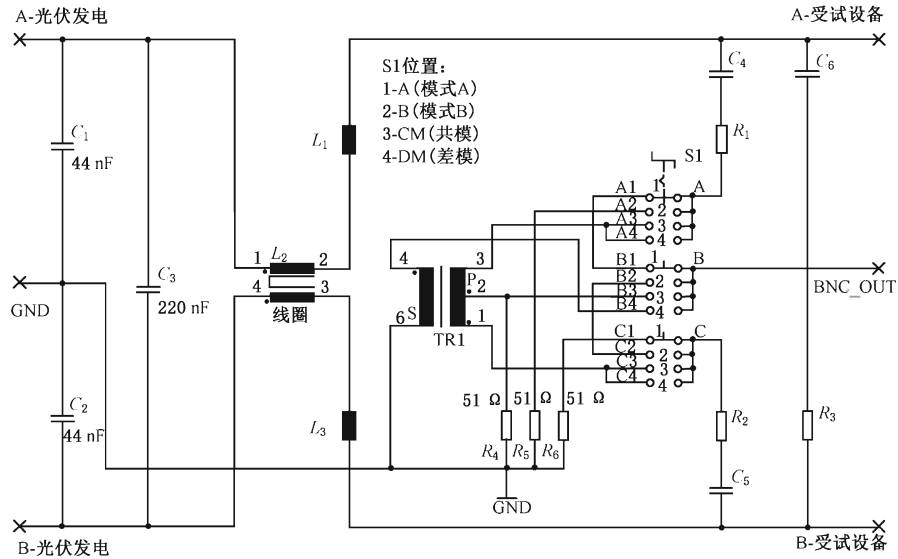 A-光伏发电
A-受试设备
S1位置：
1-A(模式A)
2-B(模式B)
3-CM(共模)
4-DM(差模)
C1
44 nF
C4
C6
R1
L1
S1
A1
A2
A3
A4
1
2
3
4
A
1
L2
2
4
3
线圈
C3
220 nF
GND
4
3
P
2
S
6
1
TR1
B1
B2
B3
B4
1
2
3
4
B
BNC_OUT
C1
C2
C3
C4
1
2
3
4
C
C2
44 nF
L3
51 Ω
51 Ω
51 Ω
R4
R5
R6
R2
R3
C5
GND
B-光伏发电
B-受试设备